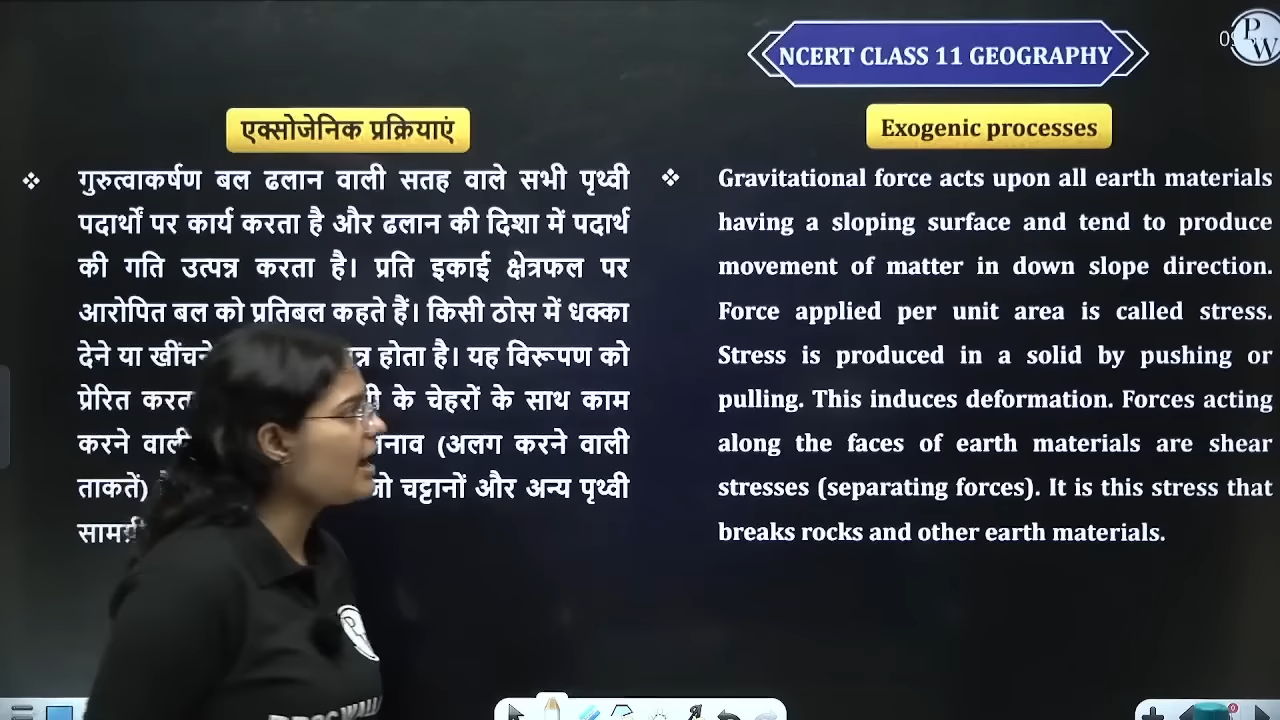 NCERT CLASS 11 GEOGRAPHY
PW
एक्सोजेनिक प्रक्रियाएं
❖ गुरुत्वाकर्षण बल ढलान वाली सतह वाले सभी पृथ्वी
पदार्थों पर कार्य करता है और ढलान की दिशा में पदार्थ
की गति उत्पन्न करता है। प्रति इकाई क्षेत्रफल पर
आरोपित बल को प्रतिबल कहते हैं। किसी ठोस में धक्का
देने या होता है। यह विरूपण को
प्रेरित के चेहरों के साथ काम
करने (अलग करने वाली
ताकतें) चट्टानों और अन्य पृथ्वी
Exogenic processes
❖ Gravitational force acts upon all earth materials
having a sloping surface and tend to produce
movement of matter in down slope direction.
Force applied per unit area is called stress.
Stress is produced in a solid by pushing or
pulling. This induces deformation. Forces acting
along the faces of earth materials are shear
stresses (separating forces). It is this stress that
breaks rocks and other earth materials.
PW